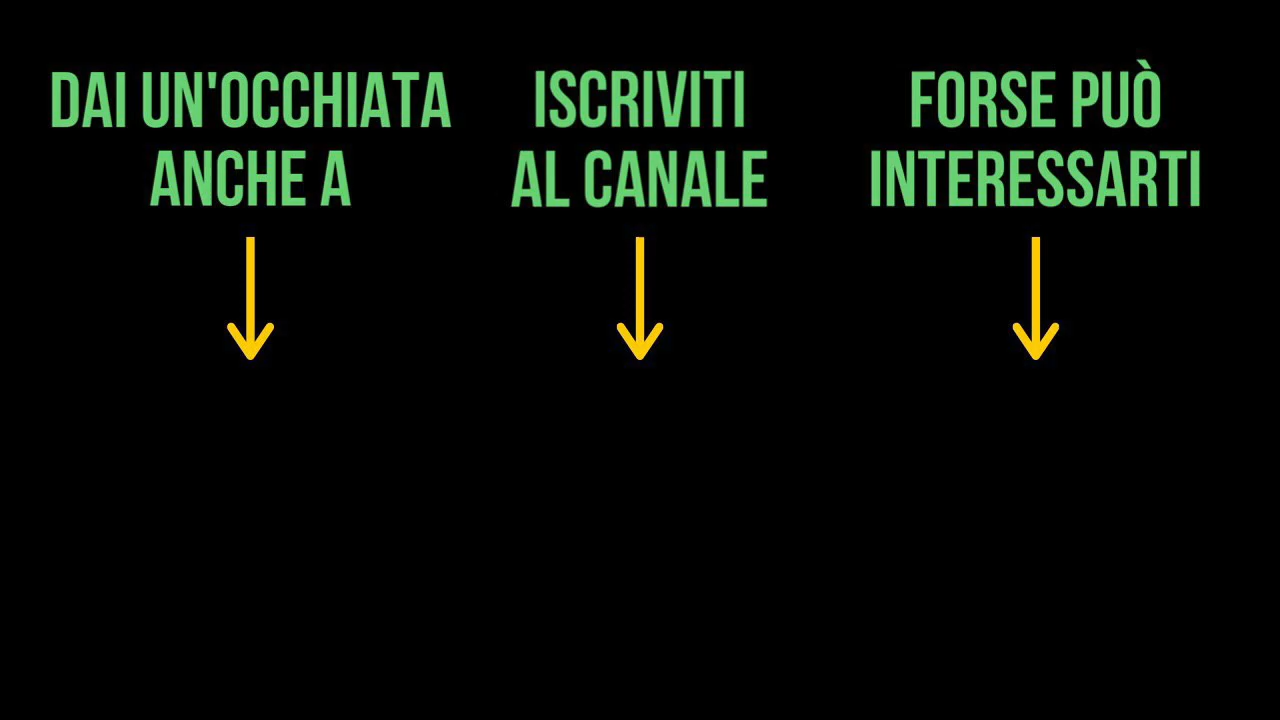 DAI UN'OCCHIATA
ANCHE A
ISCRIVITI
AL CANALE
FORSE PUÒ
INTERESSARTI